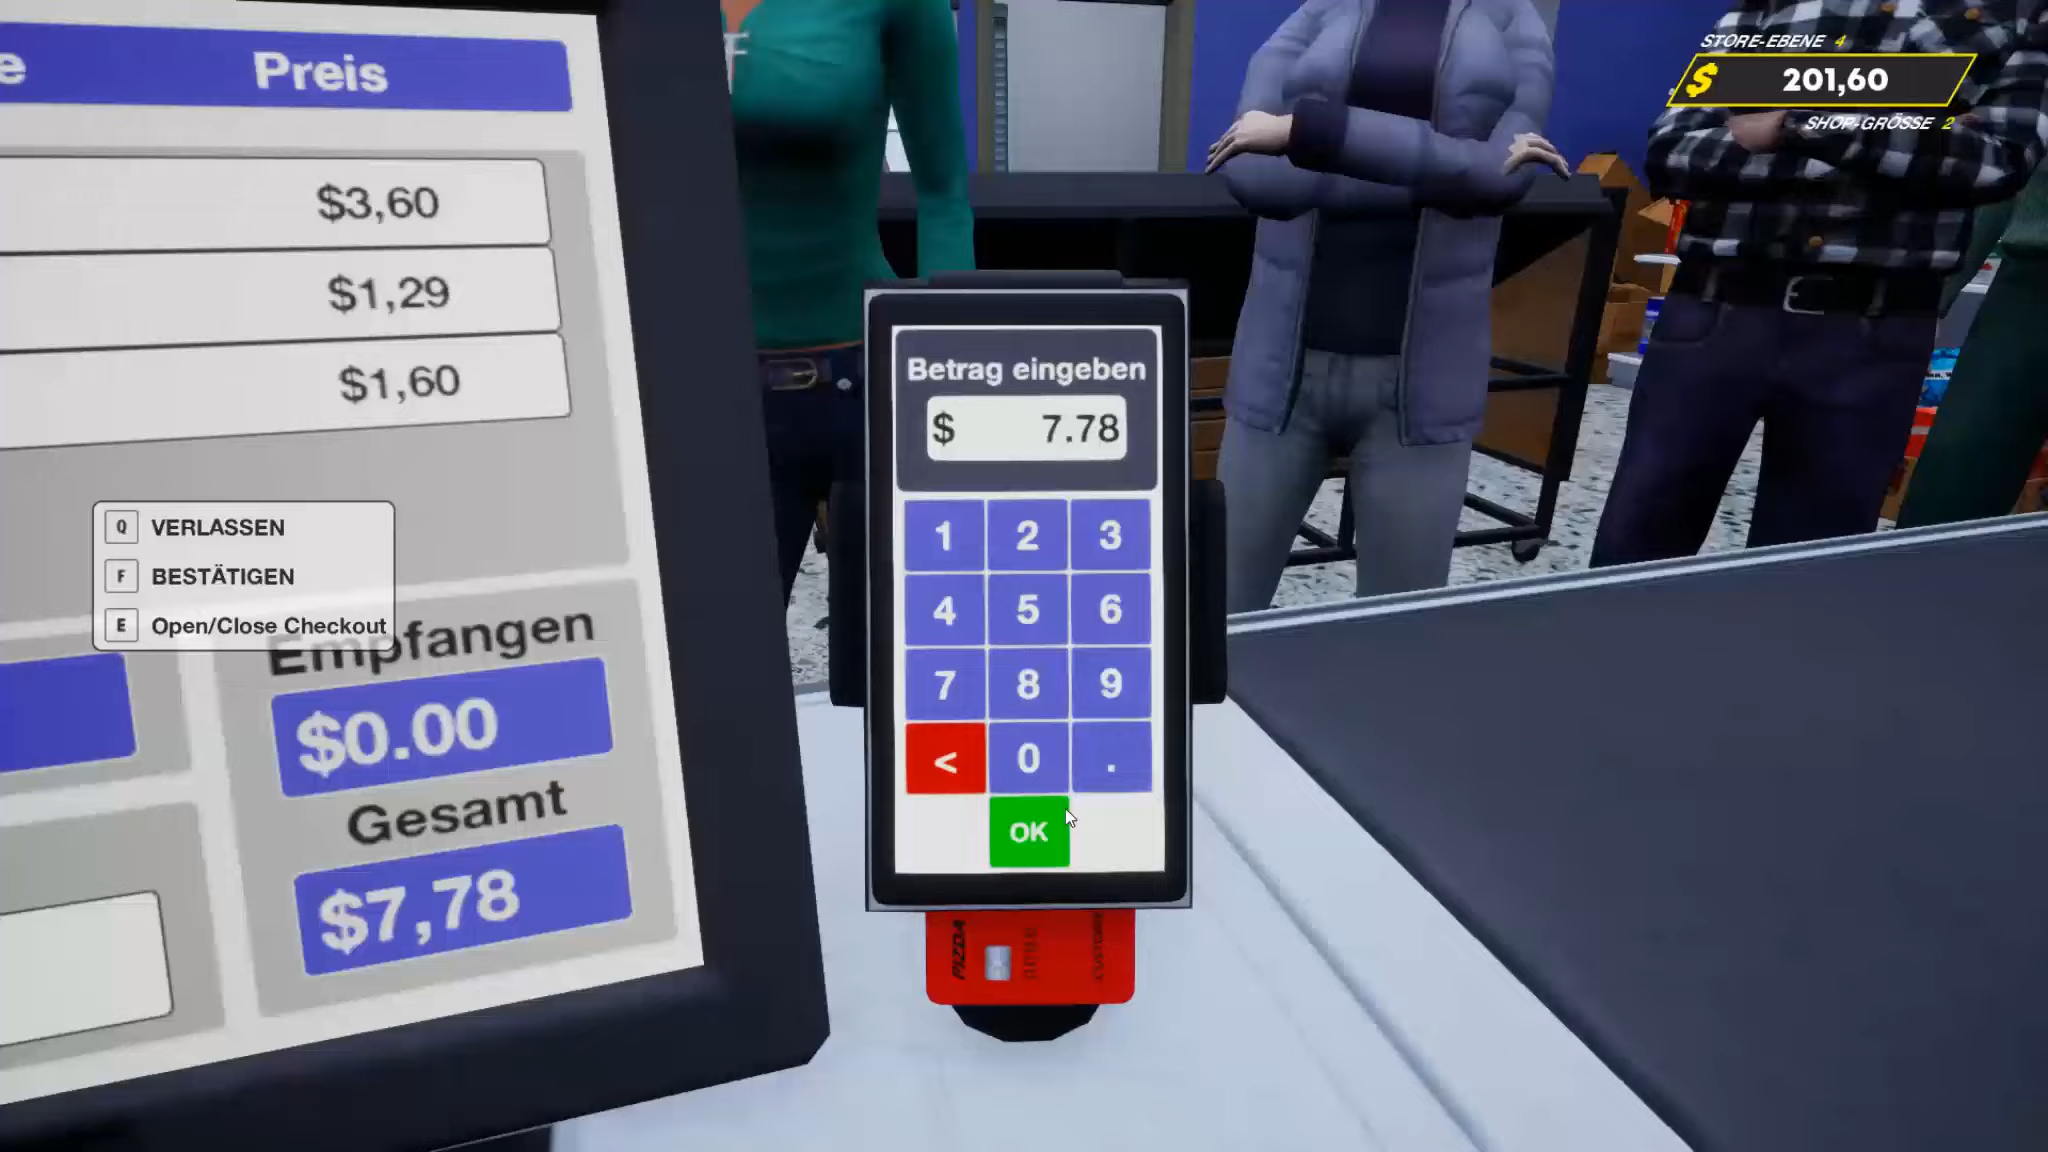 STORE-EBENE 4
$ 201,60
SHOP-GRÖSSE 2
e Preis
$3,60
$1,29
$1,60
Q VERLASSEN
F BESTÄTIGEN
E Open/Close Checkout
Empfangen
$0.00
Gesamt
$7,78
Betrag eingeben
$ 7.78
1 2 3
4 5 6
7 8 9
< 0 .
OK
PIZDA